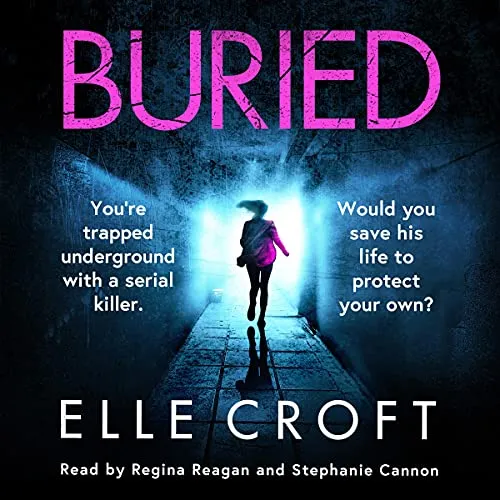 BURIED
You're
trapped
underground
with a serial
killer.
Would you
save his
life to
protect
your own?
ELLE CROFT
Read by Regina Reagan and Stephanie Cannon